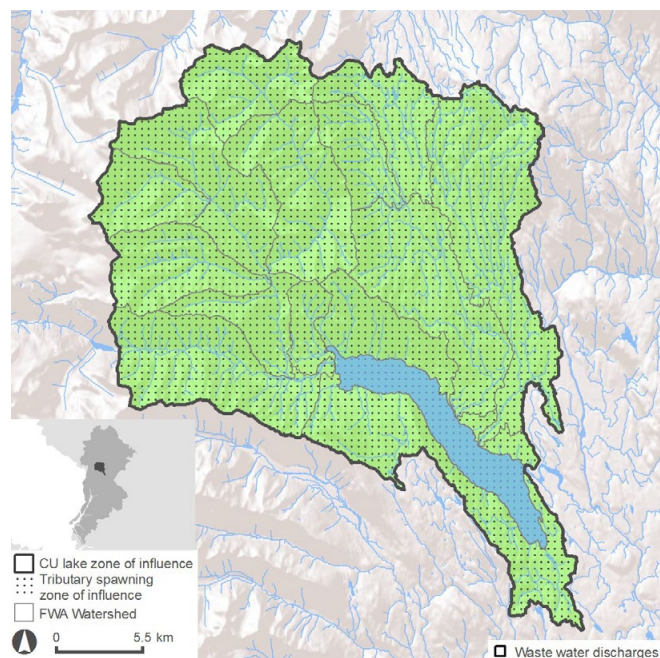 CU lake zone of influence
Tributary spawning
zone of influence
FWA Watershed
0 5.5 km
Waste water discharges